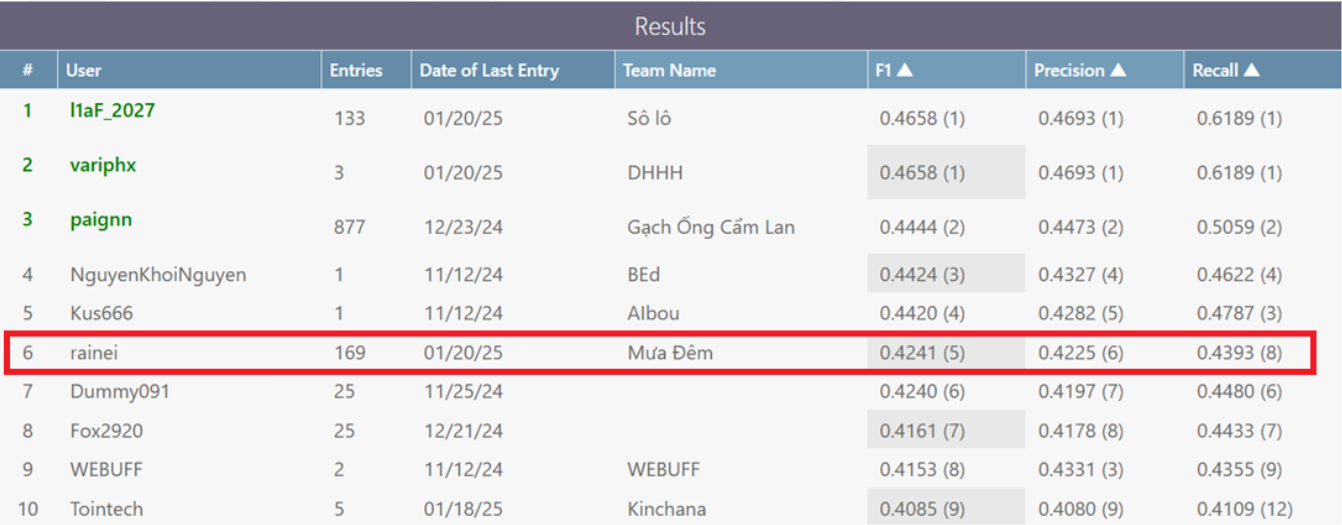 Results
# User Entries Date of Last Entry Team Name F1 ▲ Precision ▲ Recall ▲
1 l1aF_2027 133 01/20/25 Sô lô 0.4658 (1) 0.4693 (1) 0.6189 (1)
2 variphx 3 01/20/25 DHHH 0.4658 (1) 0.4693 (1) 0.6189 (1)
3 paignn 877 12/23/24 Gạch Ống Cẩm Lan 0.4444 (2) 0.4473 (2) 0.5059 (2)
4 NguyenKhoiNguyen 1 11/12/24 BEd 0.4424 (3) 0.4327 (4) 0.4622 (4)
5 Kus666 1 11/12/24 AIbou 0.4420 (4) 0.4282 (5) 0.4787 (3)
6 rainei 169 01/20/25 Mưa Đêm 0.4241 (5) 0.4225 (6) 0.4393 (8)
7 Dummy091 25 11/25/24 0.4240 (6) 0.4197 (7) 0.4480 (6)
8 Fox2920 25 12/21/24 0.4161 (7) 0.4178 (8) 0.4433 (7)
9 WEBUFF 2 11/12/24 WEBUFF 0.4153 (8) 0.4331 (3) 0.4355 (9)
10 Tointech 5 01/18/25 Kinchana 0.4085 (9) 0.4080 (9) 0.4109 (12)